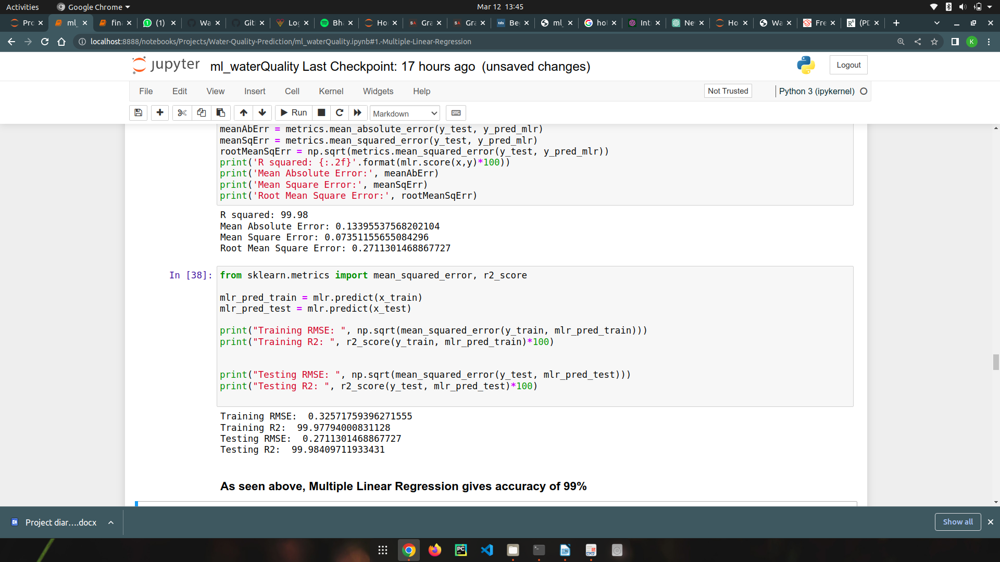 Activities
Google Chrome
Mar 12 13:45
Pro
ml_
fin
(1)
Wa
Git
Log
Bha
Ho
Gra
Gra
Be
ml_
hol
Int
Ne
Ho
Wa
Fre
(PD
localhost:8888/notebooks/Projects/Water-Quality-Prediction/ml_waterQuality.ipynb#1.-Multiple-Linear-Regression
K
jupyter
ml_waterQuality Last Checkpoint: 17 hours ago (unsaved changes)
Logout
File Edit View Insert Cell Kernel Widgets Help
Not Trusted
Python 3 (ipykernel)
Run
Markdown
meanAbErr = metrics.mean_absolute_error(y_test, y_pred_mlr)
meanSqErr = metrics.mean_squared_error(y_test, y_pred_mlr)
rootMeanSqErr = np.sqrt(metrics.mean_squared_error(y_test, y_pred_mlr))
print('R squared: {:.2f}'.format(mlr.score(x,y)*100))
print('Mean Absolute Error:', meanAbErr)
print('Mean Square Error:', meanSqErr)
print('Root Mean Square Error:', rootMeanSqErr)
R squared: 99.98
Mean Absolute Error: 0.13395537568202104
Mean Square Error: 0.07351155655084296
Root Mean Square Error: 0.2711301468867727
In [38]:
from sklearn.metrics import mean_squared_error, r2_score
mlr_pred_train = mlr.predict(x_train)
mlr_pred_test = mlr.predict(x_test)
print("Training RMSE: ", np.sqrt(mean_squared_error(y_train, mlr_pred_train)))
print("Training R2: ", r2_score(y_train, mlr_pred_train)*100)
print("Testing RMSE: ", np.sqrt(mean_squared_error(y_test, mlr_pred_test)))
print("Testing R2: ", r2_score(y_test, mlr_pred_test)*100)
Training RMSE:  0.32571759396271555
Training R2:  99.97794000831128
Testing RMSE:  0.2711301468867727
Testing R2:  99.98409711933431
As seen above, Multiple Linear Regression gives accuracy of 99%
Project diar....docx
Show all